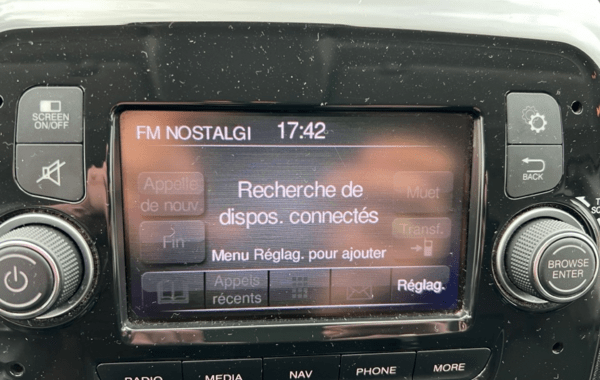 SCREEN
ON/OFF
FM NOSTALGI 17:42
Appeler
de nouv.
Recherche de
dispos. connectés
Muet
BACK
Fin
Transf.
Menu Réglag. pour ajouter
Appels
récents
Réglag.
BROWSE
ENTER
RADIO MEDIA NAV PHONE MORE